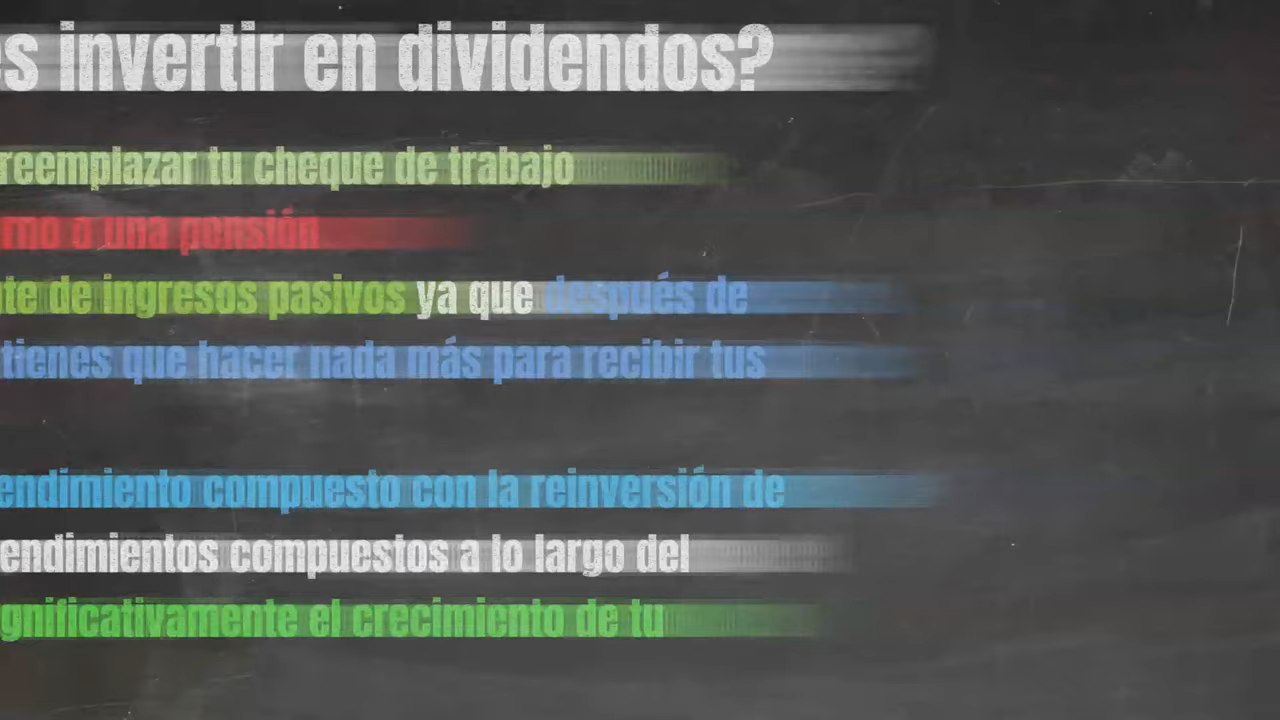 es invertir en dividendos?
reemplazar tu cheque de trabajo
rno a una pensión
te de ingresos pasivos ya que después de
tienes que hacer nada más para recibir tus
endimiento compuesto con la reinversión de
endimientos compuestos a lo largo del
gnificativamente el crecimiento de tu